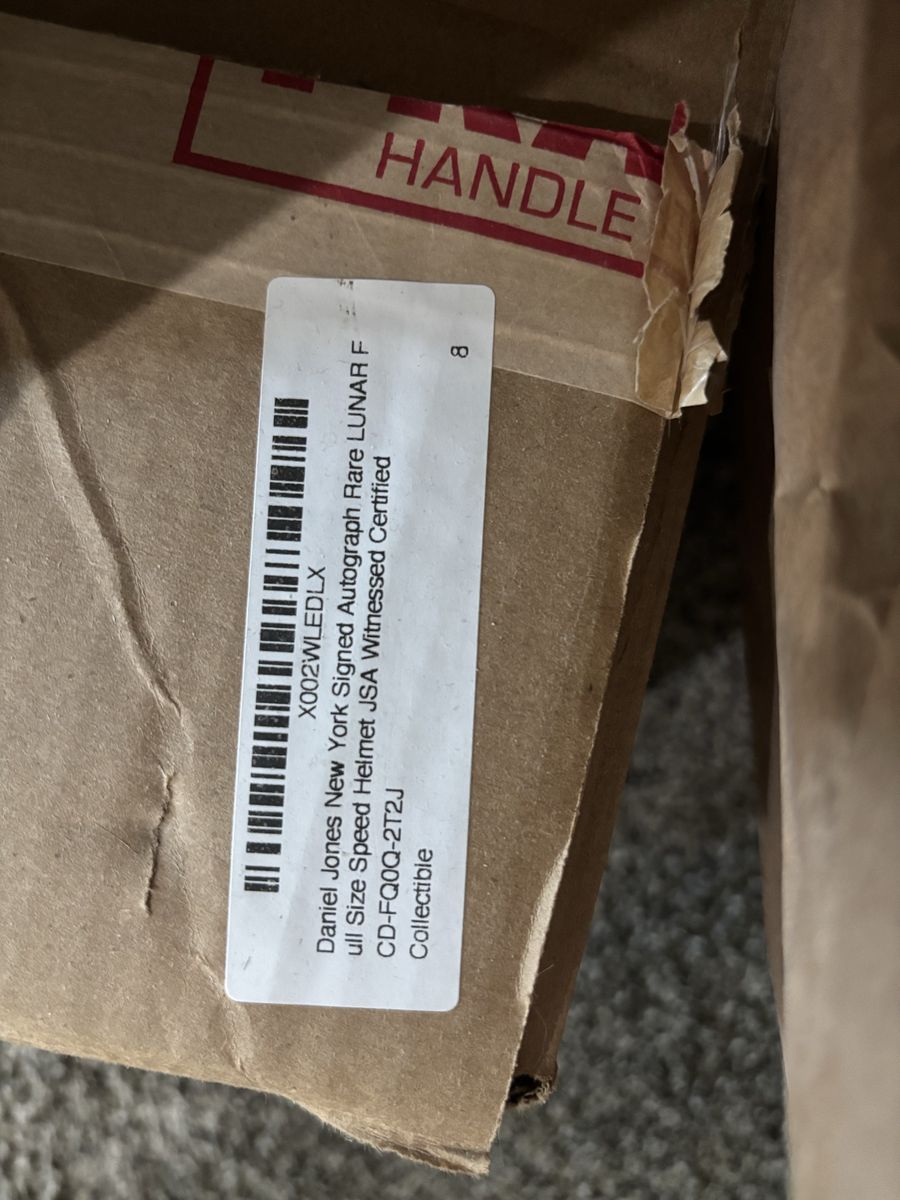 HANDLE
X002WLEDLX
Daniel Jones New York Signed Autograph Rare LUNAR F
ull Size Speed Helmet JSA Witnessed Certified
CD-FQ0Q-2T2J
Collectible
8